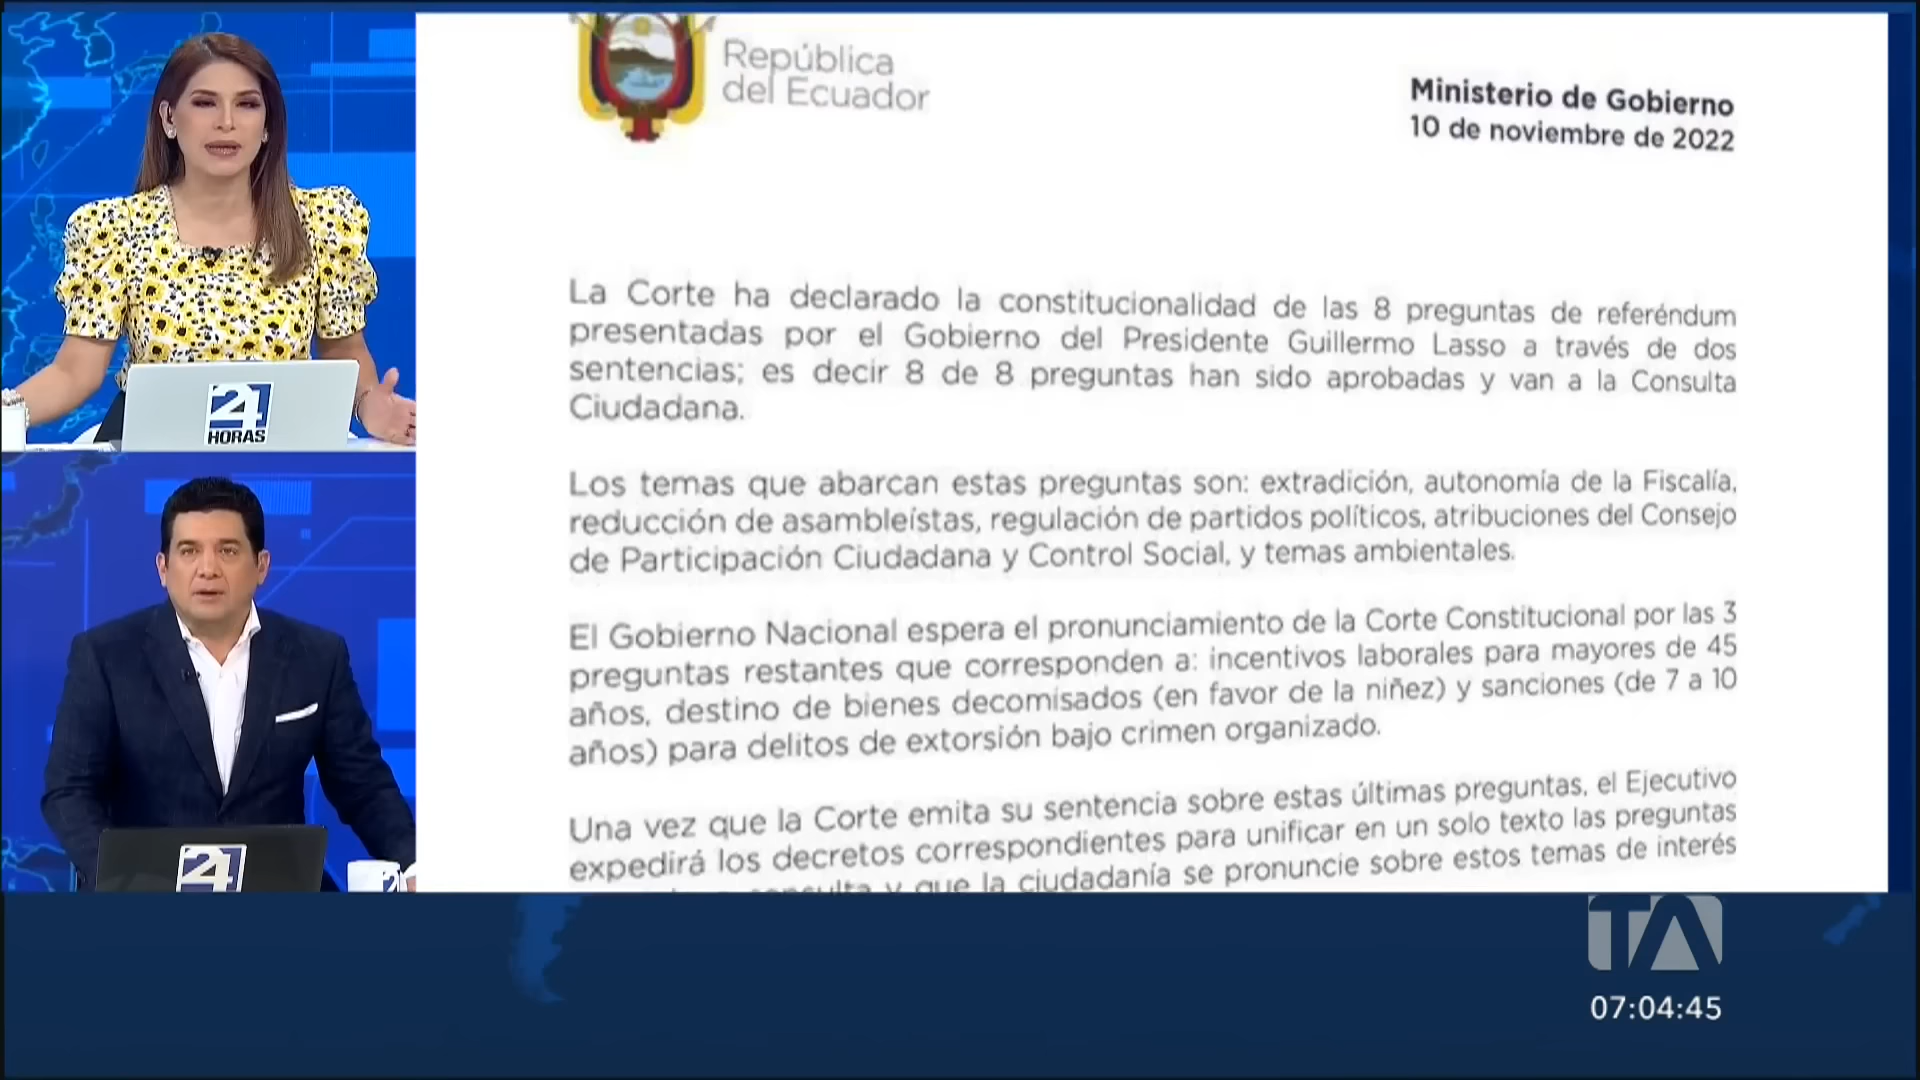 República
del Ecuador
Ministerio de Gobierno
10 de noviembre de 2022
La Corte ha declarado la constitucionalidad de las 8 preguntas de referéndum
presentadas por el Gobierno del Presidente Guillermo Lasso a través de dos
sentencias; es decir 8 de 8 preguntas han sido aprobadas y van a la Consulta
Ciudadana.
Los temas que abarcan estas preguntas son: extradición, autonomía de la Fiscalía,
reducción de asambleístas, regulación de partidos políticos, atribuciones del Consejo
de Participación Ciudadana y Control Social, y temas ambientales.
El Gobierno Nacional espera el pronunciamiento de la Corte Constitucional por las 3
preguntas restantes que corresponden a: incentivos laborales para mayores de 45
años, destino de bienes decomisados (en favor de la niñez) y sanciones (de 7 a 10
años) para delitos de extorsión bajo crimen organizado.
Una vez que la Corte emita su sentencia sobre estas últimas preguntas, el Ejecutivo
expedirá los decretos correspondientes para unificar en un solo texto las preguntas
consulta y que la ciudadanía se pronuncie sobre estos temas de interés
24
HORAS
24
24
TA
07:04:45